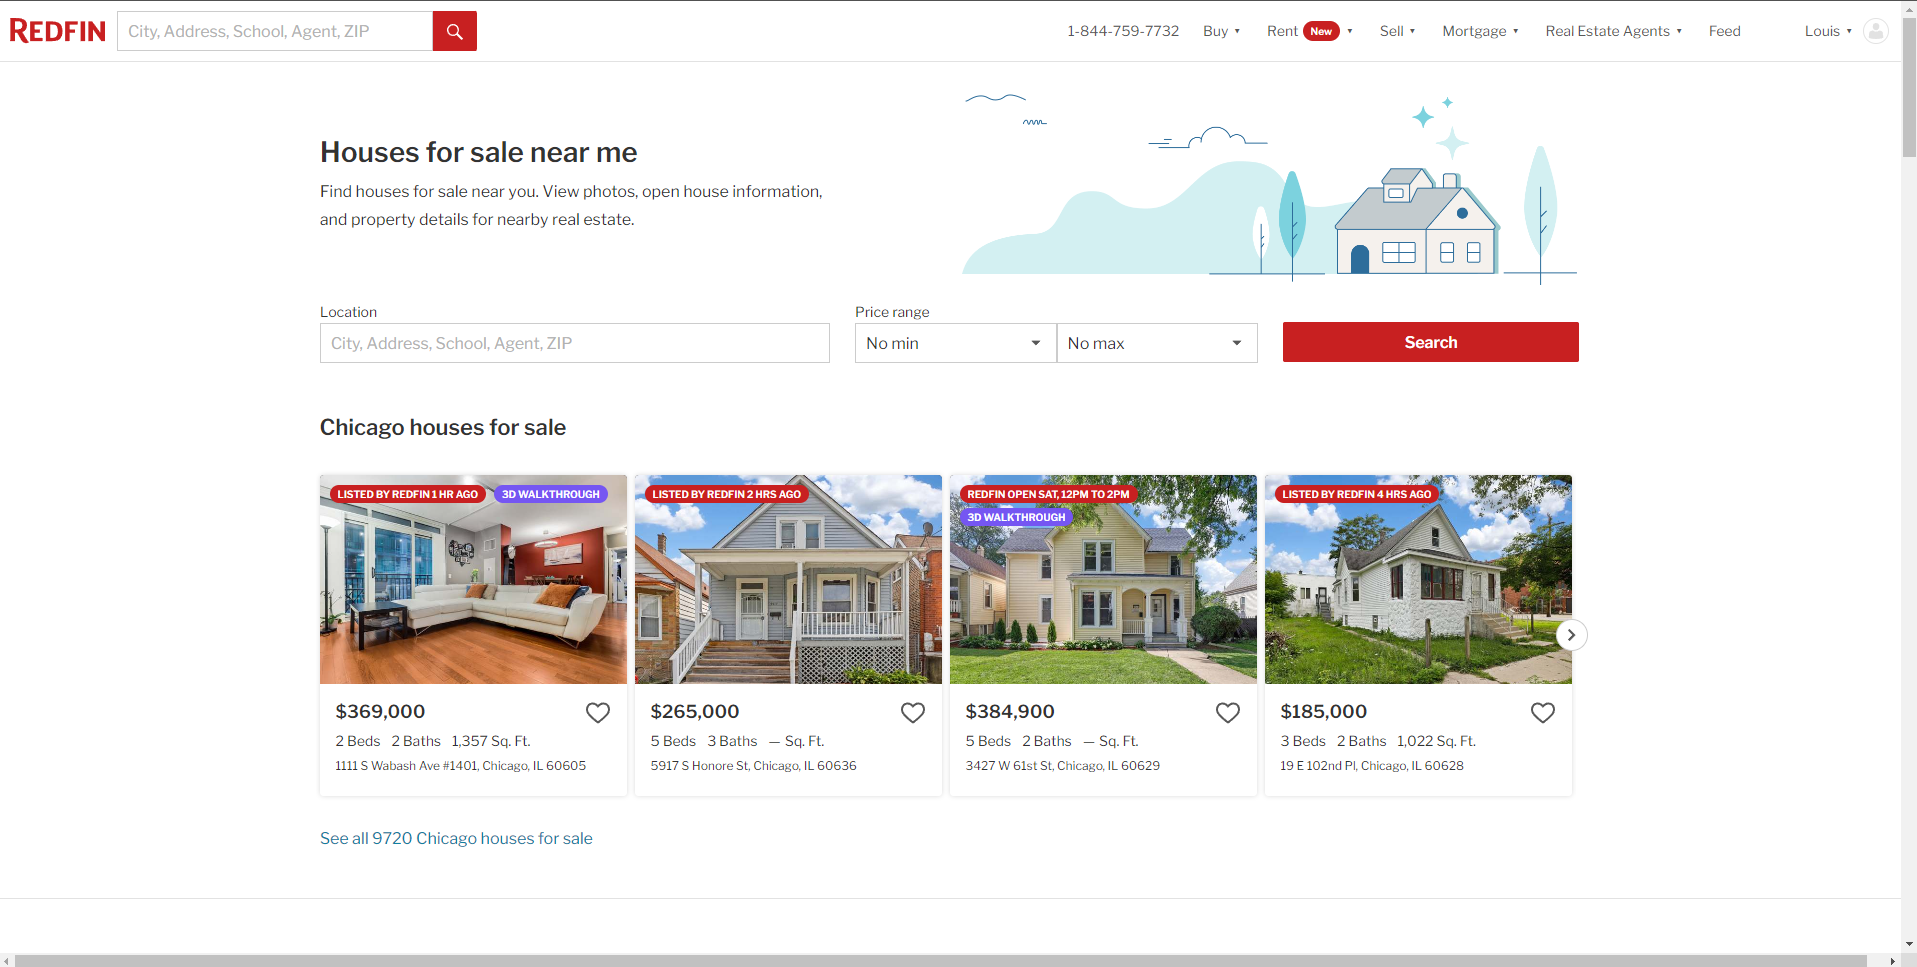 REDFIN
City, Address, School, Agent, ZIP
1-844-759-7732 Buy Rent New Sell Mortgage Real Estate Agents Feed Louis
Houses for sale near me
Find houses for sale near you. View photos, open house information,
and property details for nearby real estate.
Location
City, Address, School, Agent, ZIP
Price range
No min No max
Search
Chicago houses for sale
LISTED BY REDFIN 1 HR AGO 3D WALKTHROUGH
$369,000
2 Beds 2 Baths 1,357 Sq. Ft.
1111 S Wabash Ave #1401, Chicago, IL 60605
LISTED BY REDFIN 2 HRS AGO
$265,000
5 Beds 3 Baths — Sq. Ft.
5917 S Honore St, Chicago, IL 60636
REDFIN OPEN SAT, 12PM TO 2PM
3D WALKTHROUGH
$384,900
5 Beds 2 Baths — Sq. Ft.
3427 W 61st St, Chicago, IL 60629
LISTED BY REDFIN 4 HRS AGO
$185,000
3 Beds 2 Baths 1,022 Sq. Ft.
19 E 102nd Pl, Chicago, IL 60628
See all 9720 Chicago houses for sale